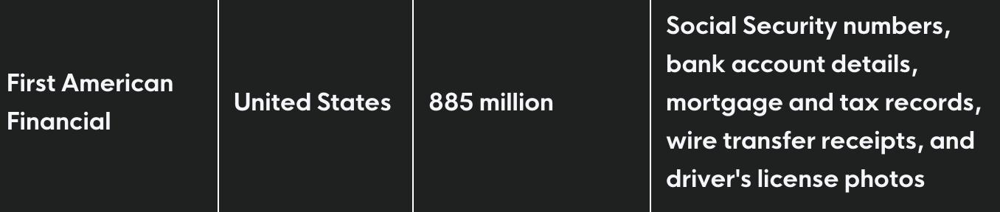 First American
Financial
United States
885 million
Social Security numbers,
bank account details,
mortgage and tax records,
wire transfer receipts, and
driver's license photos